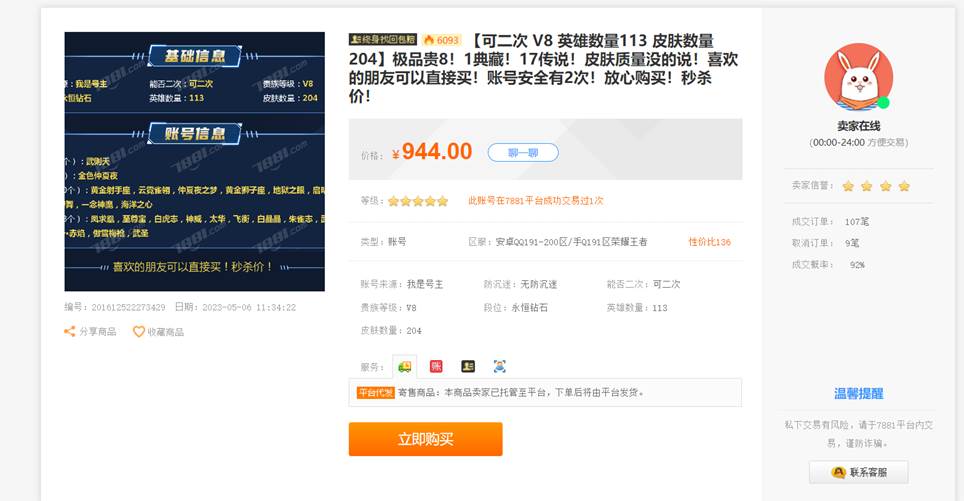 基础信息
：我是号主 能否二次：可二次 贵族等级：V8
永恒钻石 英雄数量：113 皮肤数量：204
账号信息
个）：武则天
）：金色仲夏夜
个）：黄金射手座，云霓雀翎，仲夏夜之梦，黄金狮子座，地狱之眼，
舞，一念神魔，海洋之心
个）：凤求凰，至尊宝，白虎志，神威，太华，飞衡，白晶晶，朱雀志，
·赤焰，傲雪梅枪，武圣
喜欢的朋友可以直接买！秒杀价！
7881.com
编号：201612522273429 日期：2023-05-06 11:34:22
分享商品 收藏商品
终身找回包赔 6093 【可二次 V8 英雄数量113 皮肤数量
204】极品贵8！1典藏！17传说！皮肤质量没的说！喜欢
的朋友可以直接买！账号安全有2次！放心购买！秒杀
价！
价格：¥944.00 聊一聊
等级： 此账号在7881平台成功交易过1次
类型：账号 区服：安卓QQ191-200区/手Q191区荣耀王者 性价比136
账号来源：我是号主 防沉迷：无防沉迷 能否二次：可二次
贵族等级：V8 段位：永恒钻石 英雄数量：113
皮肤数量：204
服务： 账
平台代发 寄售商品：本商品卖家已托管至平台，下单后将由平台发货。
立即购买
卖家在线
(00:00-24:00 方便交易)
卖家信誉：
成交订单： 107笔
取消订单： 9笔
成交概率： 92%
温馨提醒
私下交易有风险，请于7881平台内交
易，谨防诈骗。
联系客服